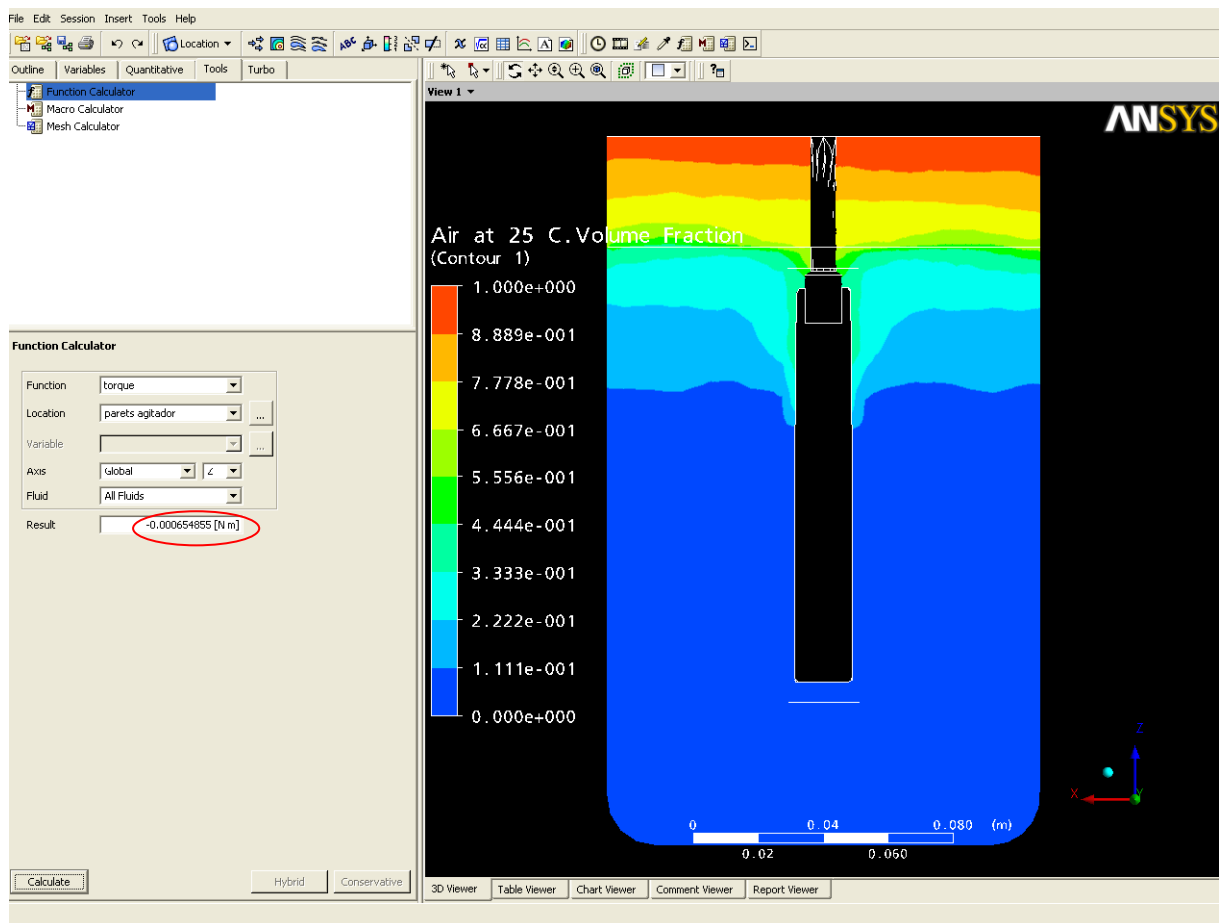 File Edit Session Insert Tools Help
Location
Outline Variables Quantitative Tools Turbo
Function Calculator
Macro Calculator
Mesh Calculator
Function Calculator
Function torque
Location parets agitador ...
Variable ...
Axis Global Z
Fluid All Fluids
Result -0.000654855 [N m]
Calculate Hybrid Conservative
View 1
ANSYS
Air at 25 C.Volume Fraction
(Contour 1)
1.000e+000
8.889e-001
7.778e-001
6.667e-001
5.556e-001
4.444e-001
3.333e-001
2.222e-001
1.111e-001
0.000e+000
Z
X Y
0 0.04 0.080 (m)
0.02 0.060
3D Viewer Table Viewer Chart Viewer Comment Viewer Report Viewer